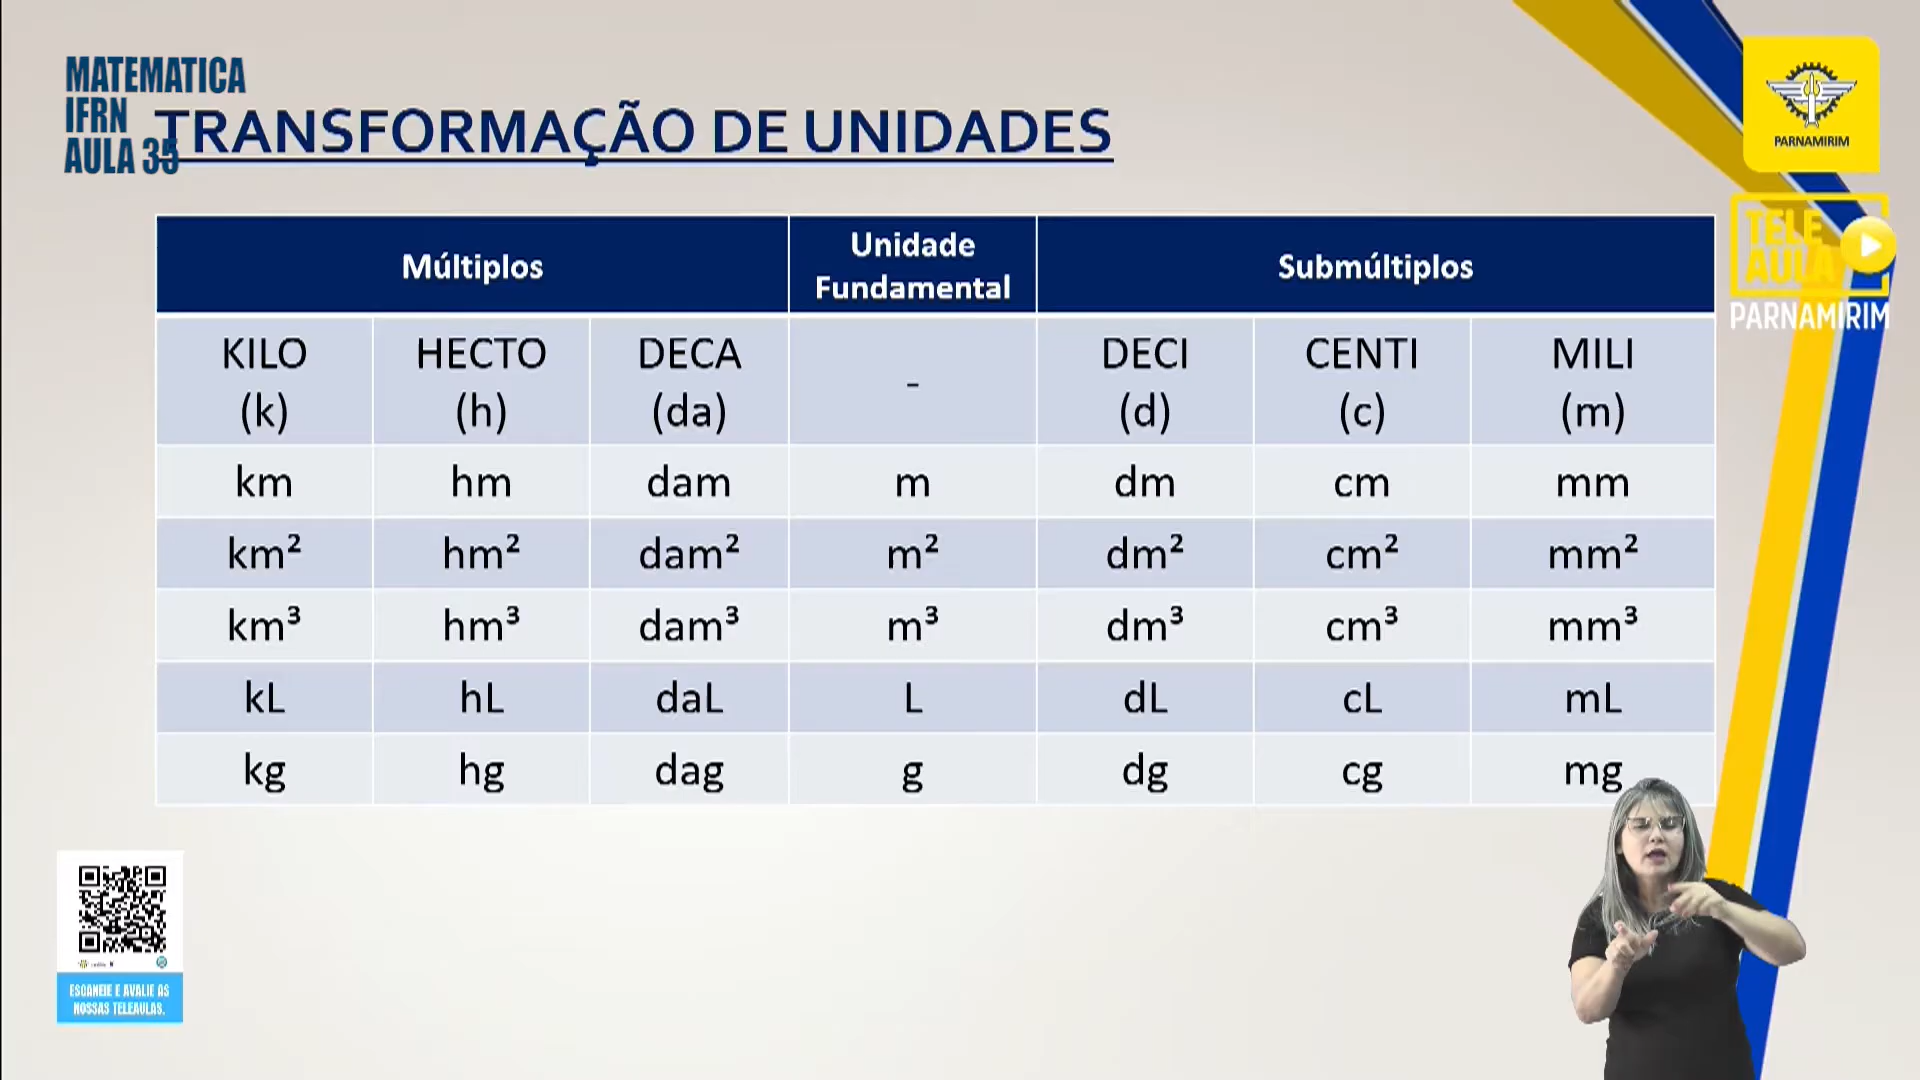 MATEMATICA
IFRN
AULA 35
TRANSFORMAÇÃO DE UNIDADES
PARNAMIRIM
TELE
AULA
PARNAMIRIM
Múltiplos
Unidade
Fundamental
Submúltiplos
KILO
(k)
HECTO
(h)
DECA
(da)
-
DECI
(d)
CENTI
(c)
MILI
(m)
km hm dam m dm cm mm
km² hm² dam² m² dm² cm² mm²
km³ hm³ dam³ m³ dm³ cm³ mm³
kL hL daL L dL cL mL
kg hg dag g dg cg mg
ESCANEIE E AVALIE AS
NOSSAS TELEAULAS.